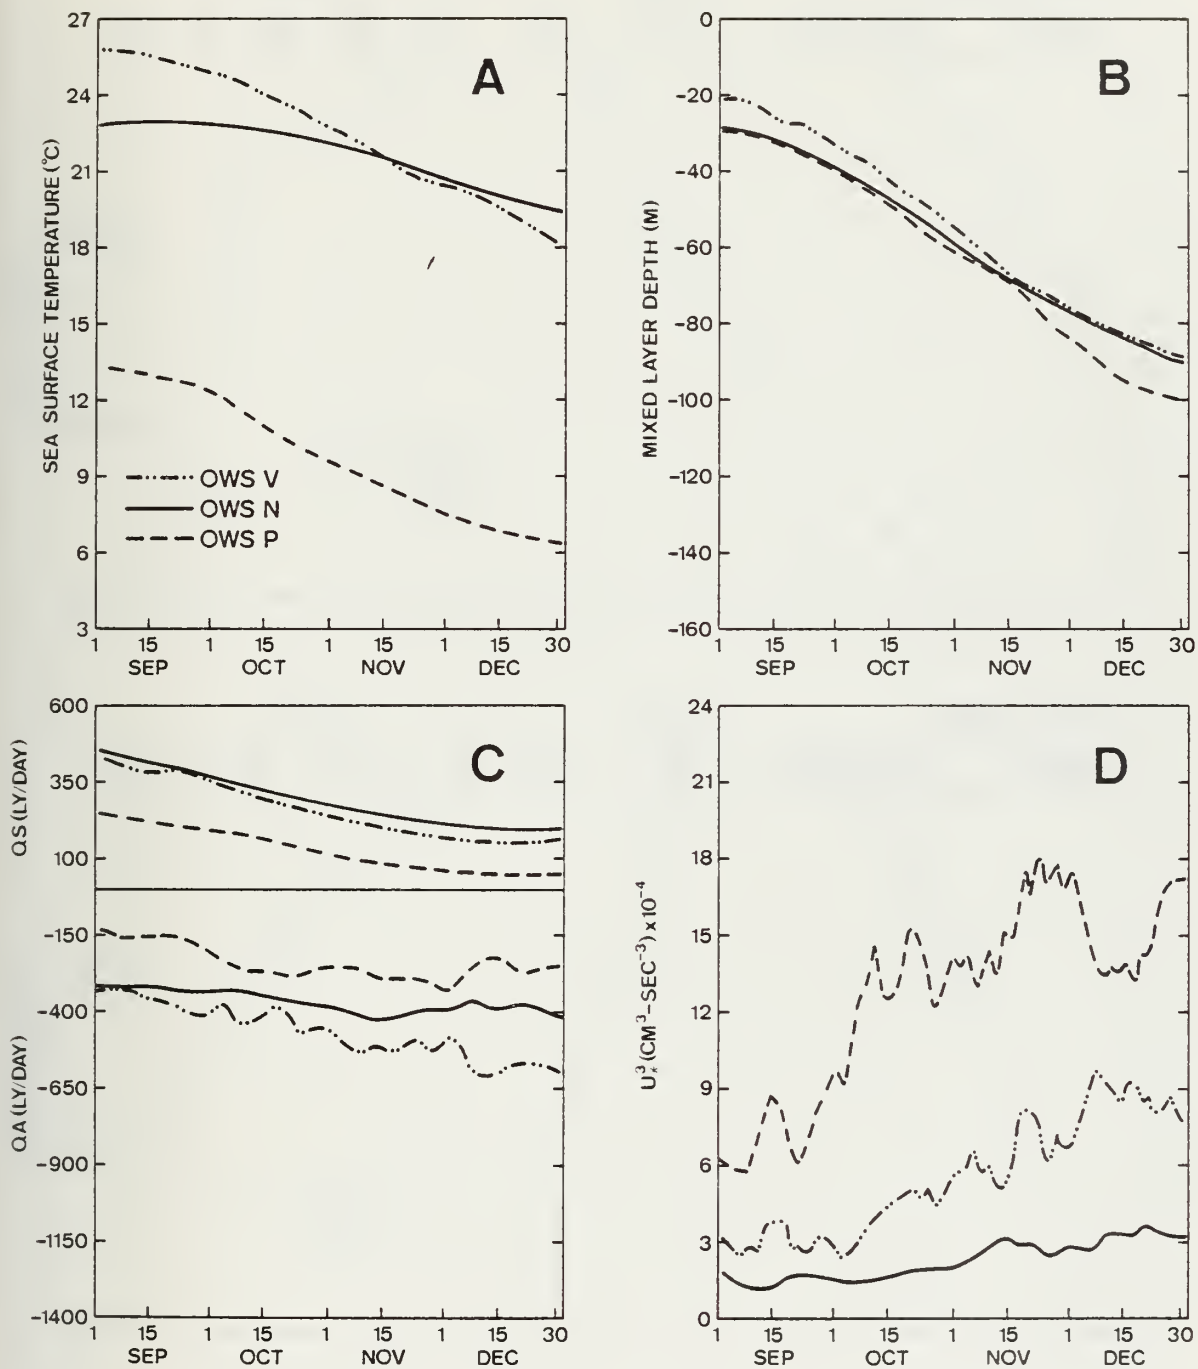 27
24
21
18
15
12
9
6
3
SEA SURFACE TEMPERATURE (°C)
A
OWS V
OWS N
OWS P
1 15 1 15 1 15 1 15 30
SEP OCT NOV DEC
0
-20
-40
-60
-80
-100
-120
-140
-160
MIXED LAYER DEPTH (M)
B
1 15 1 15 1 15 1 15 30
SEP OCT NOV DEC
600
350
100
-150
-400
-650
-900
-1150
-1400
QS (LY/DAY)
QA (LY/DAY)
C
1 15 1 15 1 15 1 15 30
SEP OCT NOV DEC
24
21
18
15
12
9
6
3
0
U*³ (CM³-SEC⁻³) x10⁻⁴
D
1 15 1 15 1 15 1 15 30
SEP OCT NOV DEC